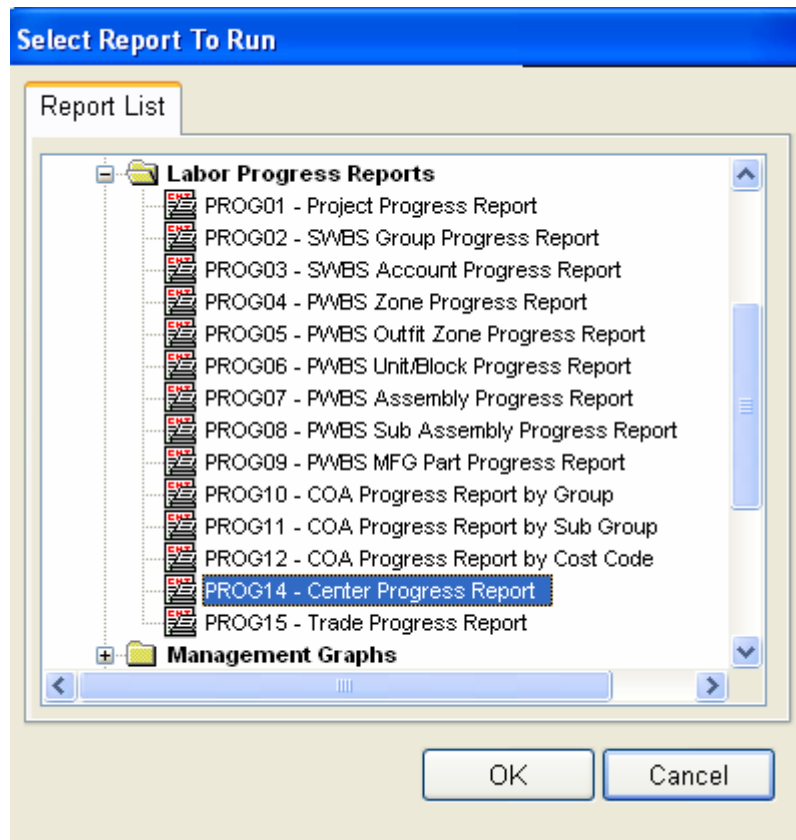 Select Report To Run
Report List
Labor Progress Reports
PROG01 - Project Progress Report
PROG02 - SWBS Group Progress Report
PROG03 - SWBS Account Progress Report
PROG04 - PWBS Zone Progress Report
PROG05 - PWBS Outfit Zone Progress Report
PROG06 - PWBS Unit/Block Progress Report
PROG07 - PWBS Assembly Progress Report
PROG08 - PWBS Sub Assembly Progress Report
PROG09 - PWBS MFG Part Progress Report
PROG10 - COA Progress Report by Group
PROG11 - COA Progress Report by Sub Group
PROG12 - COA Progress Report by Cost Code
PROG14 - Center Progress Report
PROG15 - Trade Progress Report
Management Graphs
OK Cancel